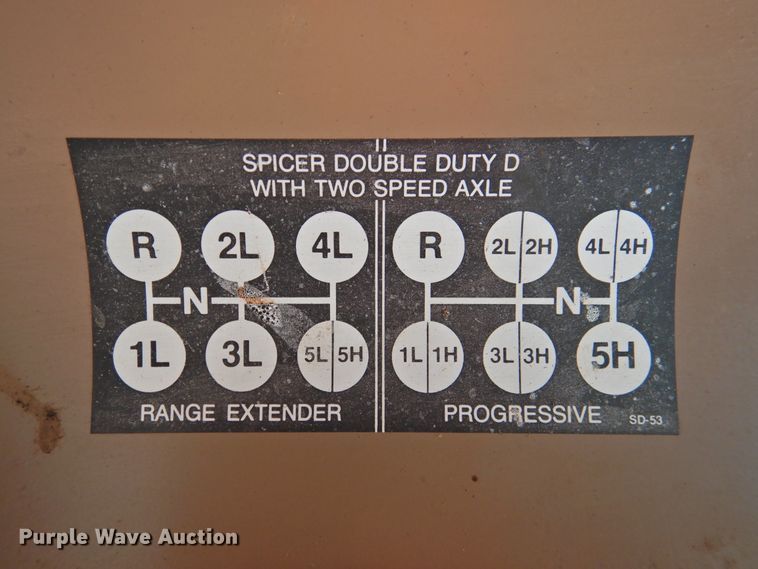 SPICER DOUBLE DUTY D
WITH TWO SPEED AXLE
R 2L 4L
N
1L 3L 5L 5H
RANGE EXTENDER
R 2L 2H 4L 4H
N
1L 1H 3L 3H 5H
PROGRESSIVE
SD-53
Purple Wave Auction